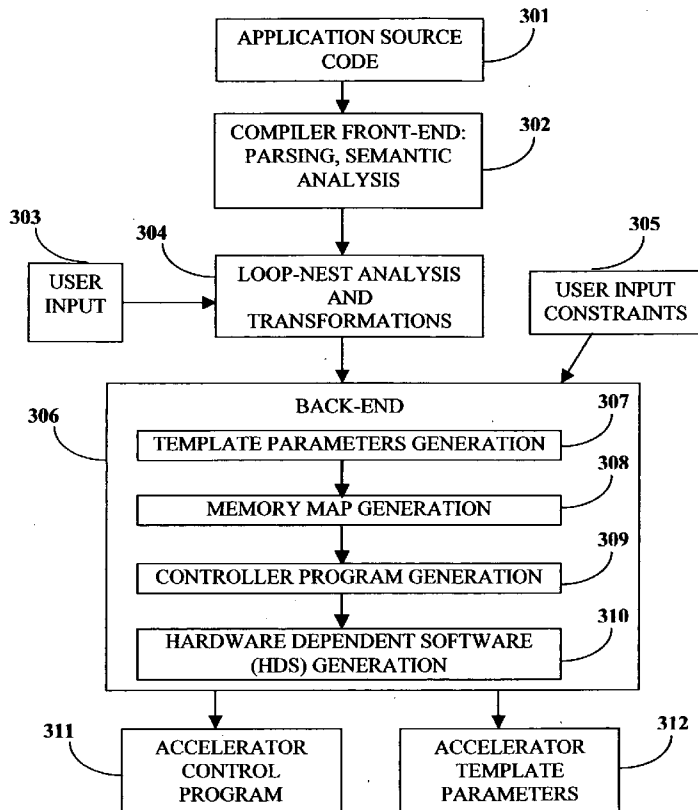 301
APPLICATION SOURCE
CODE
302
COMPILER FRONT-END:
PARSING, SEMANTIC
ANALYSIS
303
304
305
USER
INPUT
LOOP-NEST ANALYSIS
AND
TRANSFORMATIONS
USER INPUT
CONSTRAINTS
306
BACK-END
307
TEMPLATE PARAMETERS GENERATION
308
MEMORY MAP GENERATION
309
CONTROLLER PROGRAM GENERATION
310
HARDWARE DEPENDENT SOFTWARE
(HDS) GENERATION
311
ACCELERATOR
CONTROL
PROGRAM
312
ACCELERATOR
TEMPLATE
PARAMETERS